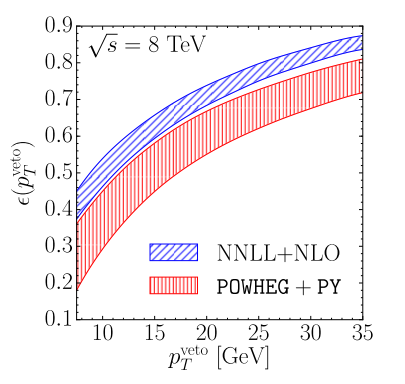 0.9
√s = 8 TeV
0.8
0.7
0.6
0.5
0.4
0.3
0.2
0.1
ϵ(p_T^veto)
NNLL+NLO
POWHEG + PY
10 15 20 25 30 35
p_T^veto [GeV]